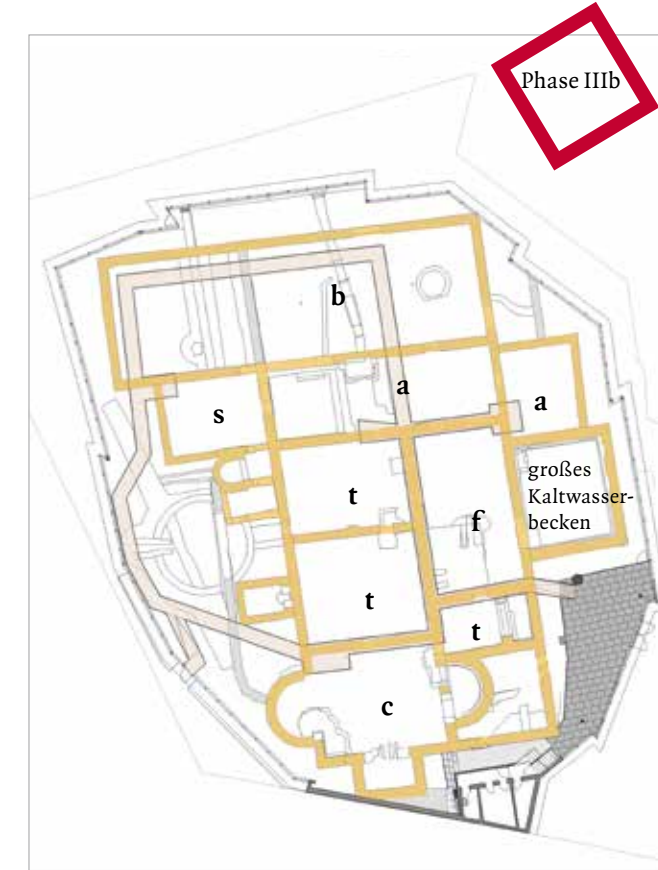 Phase IIIb
b
a
s
a
großes
Kaltwasser-
becken
t
f
t
t
c